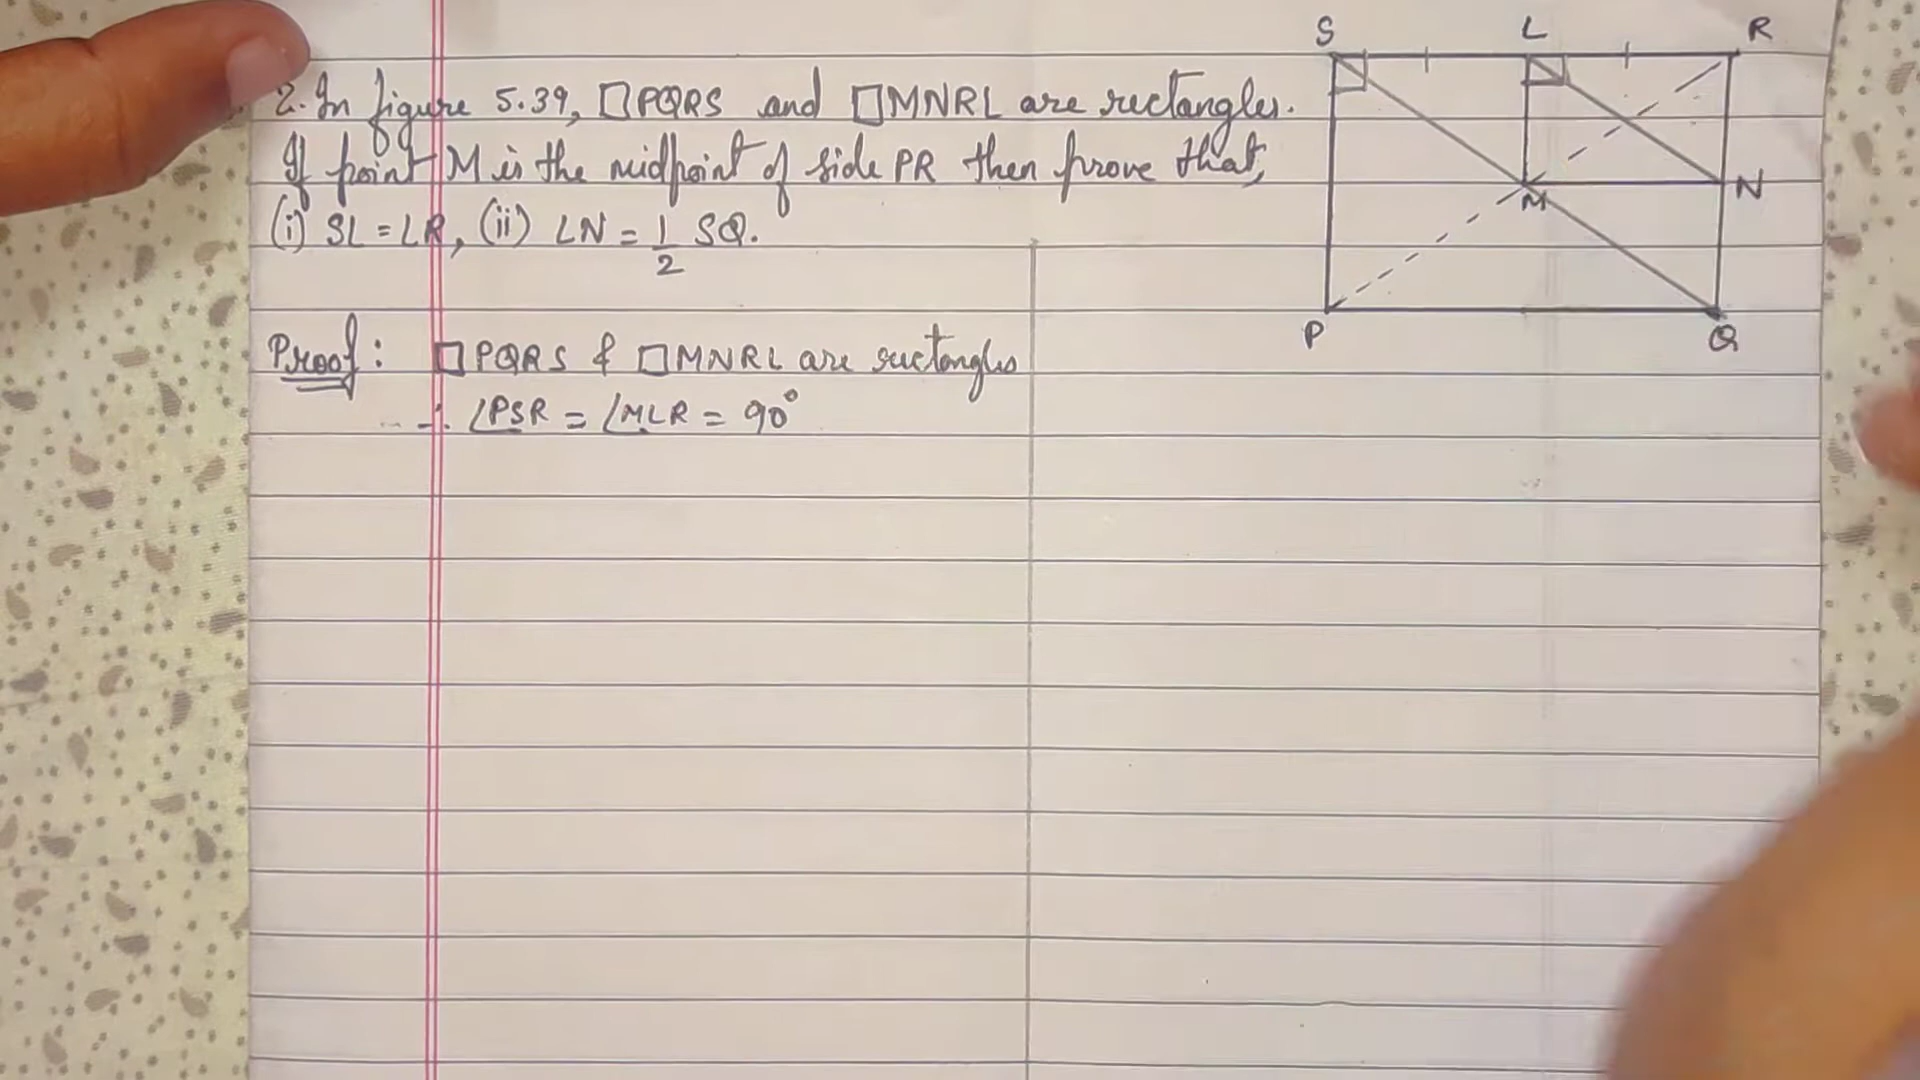 2. In figure 5.39, □PQRS and □MNRL are rectangles.
If point M is the midpoint of side PR then prove that,
(i) SL = LR, (ii) LN = 1/2 SQ.
S L R
M N
P Q
Proof: □PQRS & □MNRL are rectangles
∴ ∠PSR = ∠MLR = 90°